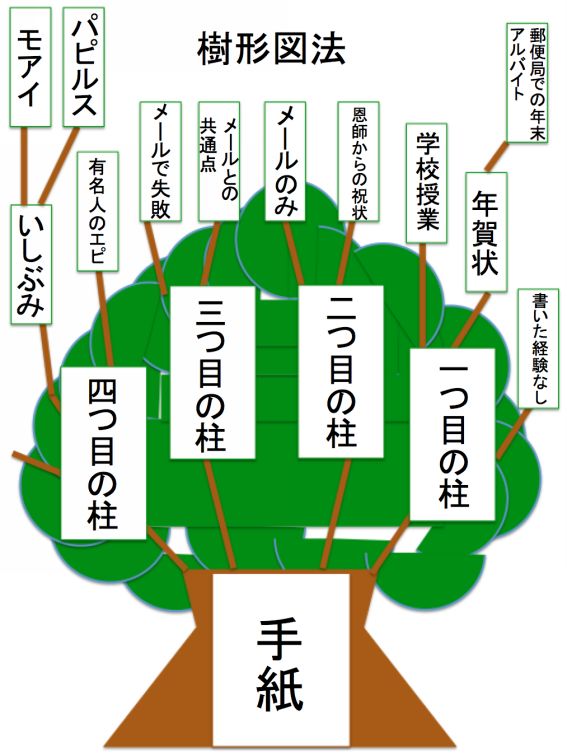 樹形図法
郵便局での年末
アルバイト
年賀状
書いた経験なし
学校授業
一つ目の柱
恩師からの祝状
メールのみ
二つ目の柱
メールとの
共通点
メールで失敗
三つ目の柱
パピルス
モアイ
有名人のエピ
いしぶみ
四つ目の柱
手紙